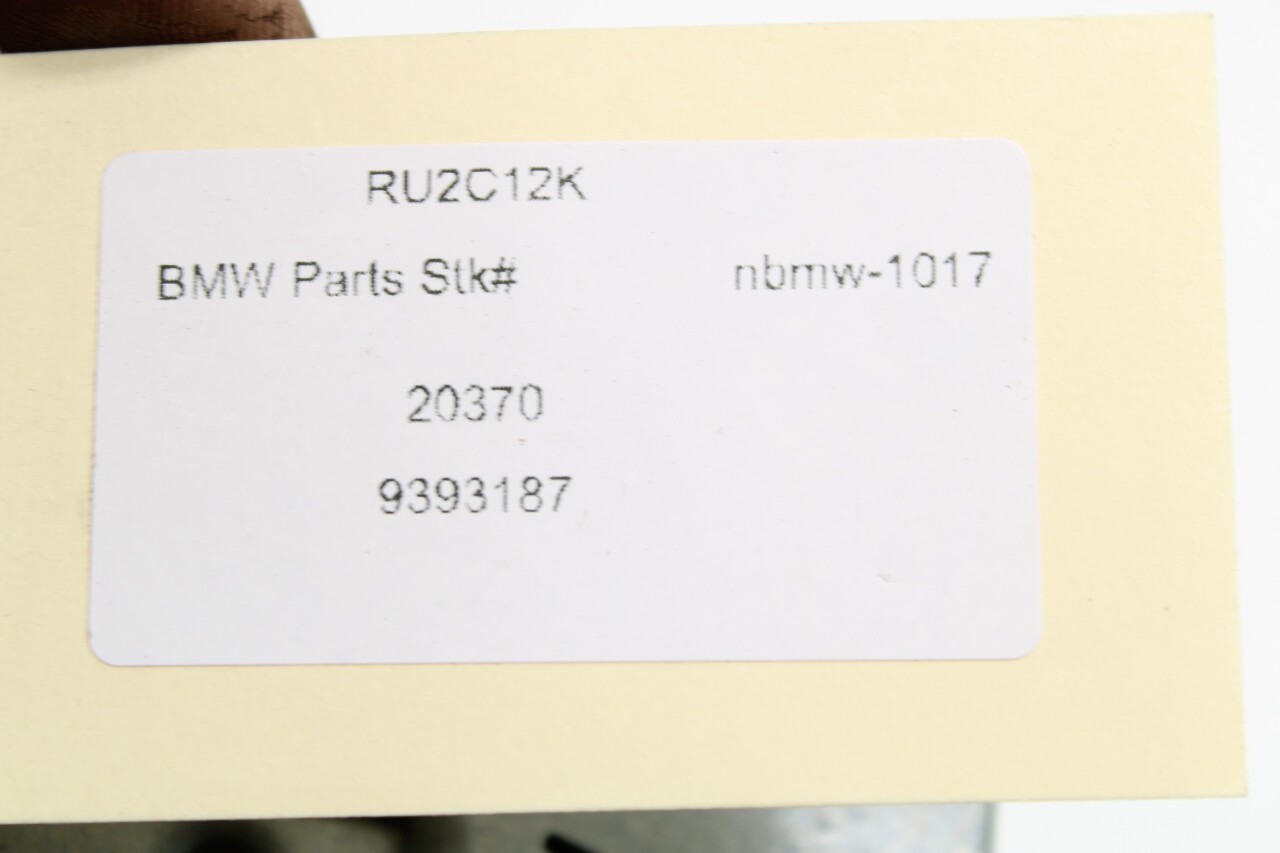 RU2C12K
BMW Parts Stk# nbmw-1017
20370
9393187